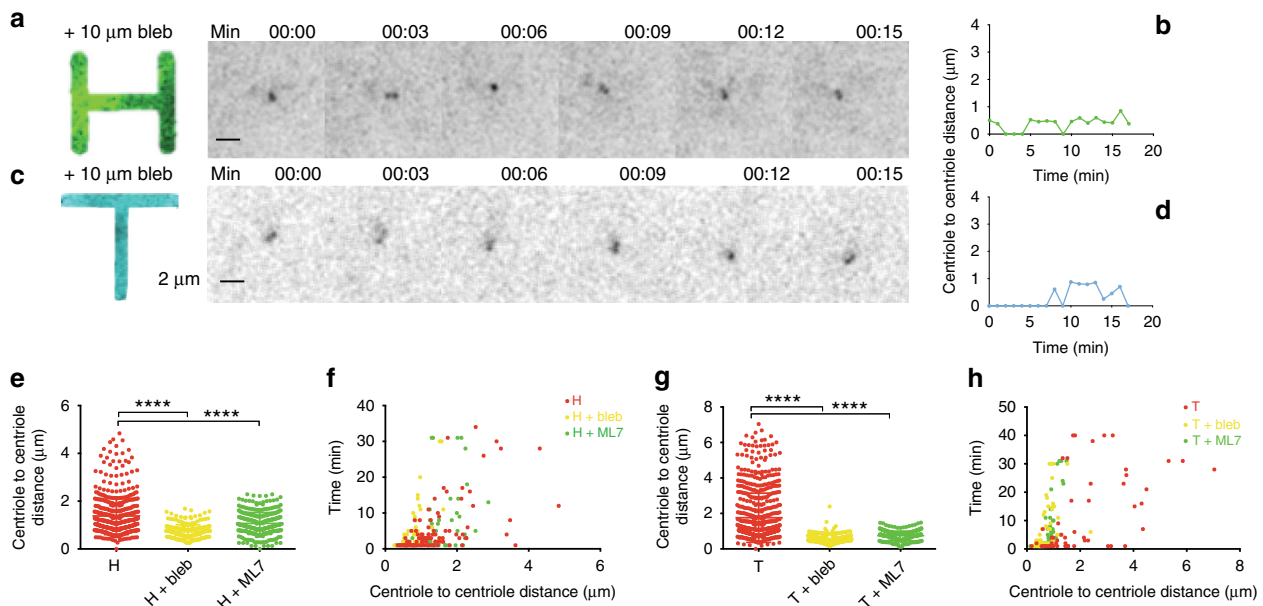 a
+ 10 μm bleb
Min 00:00 00:03 00:06 00:09 00:12 00:15
c
+ 10 μm bleb
Min 00:00 00:03 00:06 00:09 00:12 00:15
2 μm
b
Centriole to centriole distance (μm)
4
3
2
1
0
0 5 10 15 20
Time (min)
d
4
3
2
1
0
0 5 10 15 20
Time (min)
e
Centriole to centriole
distance (μm)
6
4
2
0
**** 
****
H
H + bleb
H + ML7
f
Time (min)
40
30
20
10
0
0 2 4 6
Centriole to centriole distance (μm)
H
H + bleb
H + ML7
g
Centriole to centriole
distance (μm)
8
6
4
2
0
****
****
T
T + bleb
T + ML7
h
Time (min)
50
40
30
20
10
0
0 2 4 6 8
Centriole to centriole distance (μm)
T
T + bleb
T + ML7